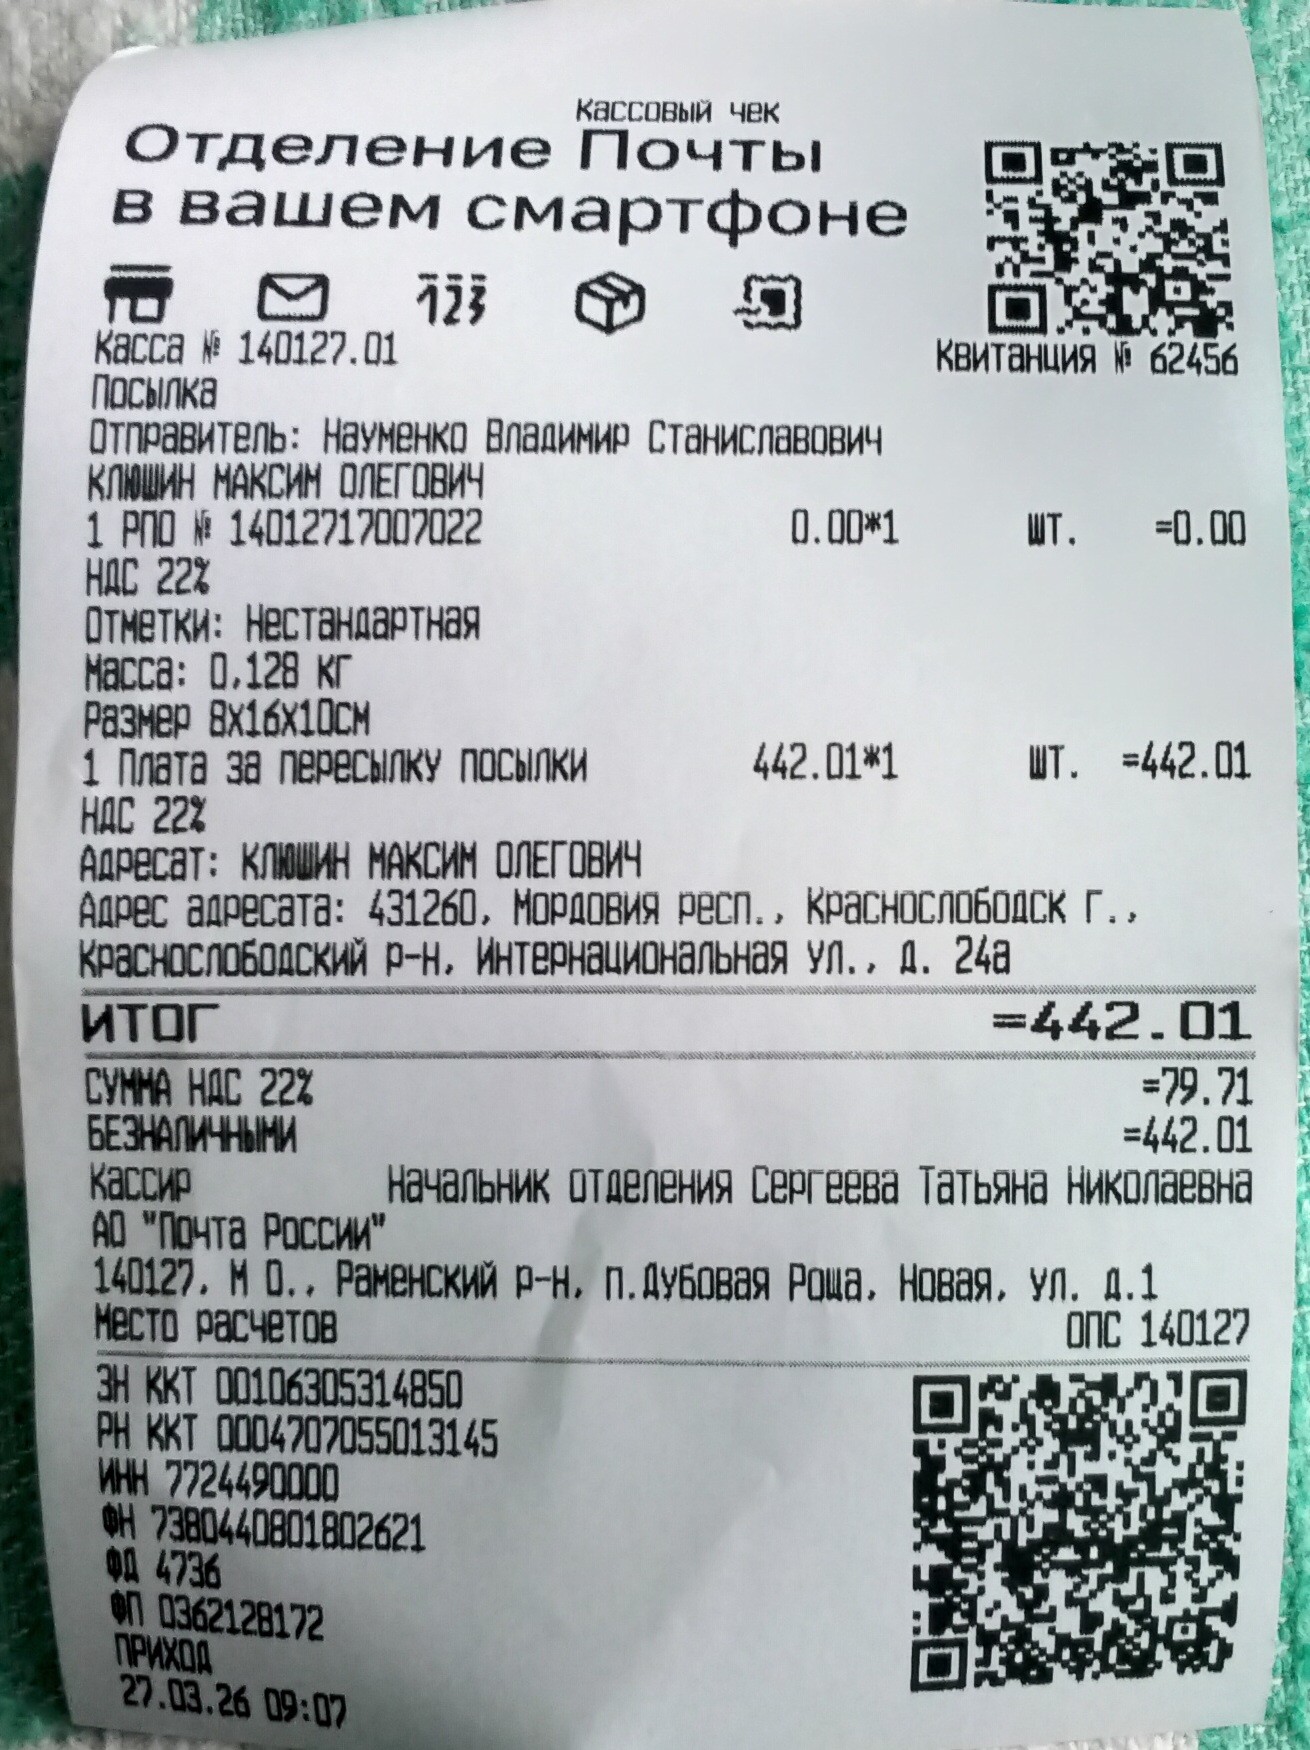 Кассовый чек
Отделение Почты
в вашем смартфоне
123
Касса № 140127.01
Квитанция № 62456
Посылка
Отправитель: Науменко Владимир Станиславович
КЛЮШИН МАКСИМ ОЛЕГОВИЧ
1 РПО № 14012717007022 0.00*1 шт. =0.00
НДС 22%
Отметки: Нестандартная
Масса: 0,128 кг
Размер 8X16X10см
1 Плата за пересылку посылки 442.01*1 шт. =442.01
НДС 22%
Адресат: КЛЮШИН МАКСИМ ОЛЕГОВИЧ
Адрес адресата: 431260, Мордовия респ., Краснослободск г.,
Краснослободский р-н, Интернациональная ул., д. 24а
ИТОГ =442.01
СУММА НДС 22% =79.71
БЕЗНАЛИЧНЫМИ =442.01
Кассир Начальник отделения Сергеева Татьяна Николаевна
АО "Почта России"
140127, М О., Раменский р-н, п.Дубовая Роща, Новая, ул. д.1
Место расчетов ОПС 140127
ЗН ККТ 00106305314850
РН ККТ 0004707055013145
ИНН 7724490000
ФН 7380440801802621
ФД 4736
ФП 0362128172
ПРИХОД
27.03.26 09:07